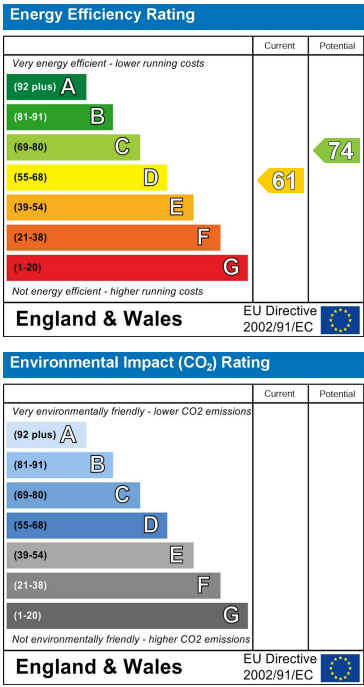 Energy Efficiency Rating
Current Potential
Very energy efficient - lower running costs
(92 plus) A
(81-91) B
(69-80) C
74
(55-68) D
61
(39-54) E
(21-38) F
(1-20) G
Not energy efficient - higher running costs
England & Wales
EU Directive
2002/91/EC
Environmental Impact (CO₂) Rating
Current Potential
Very environmentally friendly - lower CO2 emissions
(92 plus) A
(81-91) B
(69-80) C
(55-68) D
(39-54) E
(21-38) F
(1-20) G
Not environmentally friendly - higher CO2 emissions
England & Wales
EU Directive
2002/91/EC